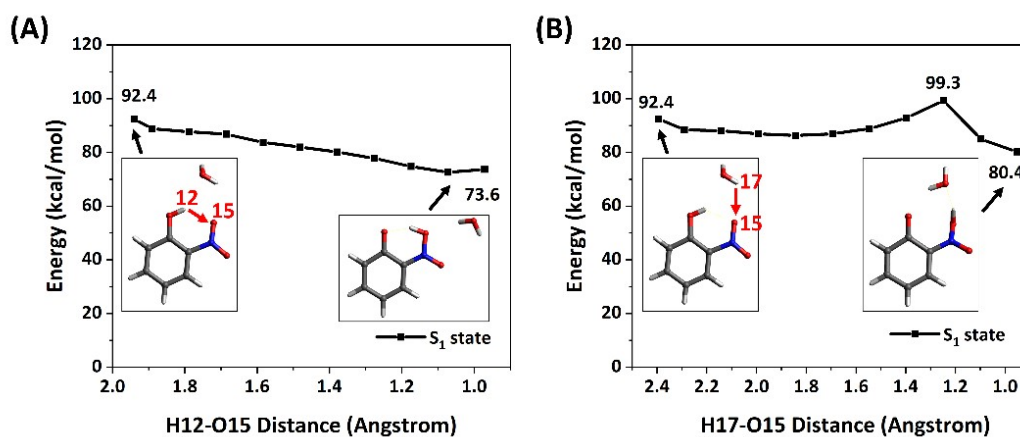 (A)
120
100
80
60
40
20
0
Energy (kcal/mol)
92.4
73.6
12
15
S₁ state
2.0 1.8 1.6 1.4 1.2 1.0
H12-O15 Distance (Angstrom)
(B)
120
100
80
60
40
20
0
Energy (kcal/mol)
92.4
99.3
80.4
17
15
S₁ state
2.4 2.2 2.0 1.8 1.6 1.4 1.2 1.0
H17-O15 Distance (Angstrom)